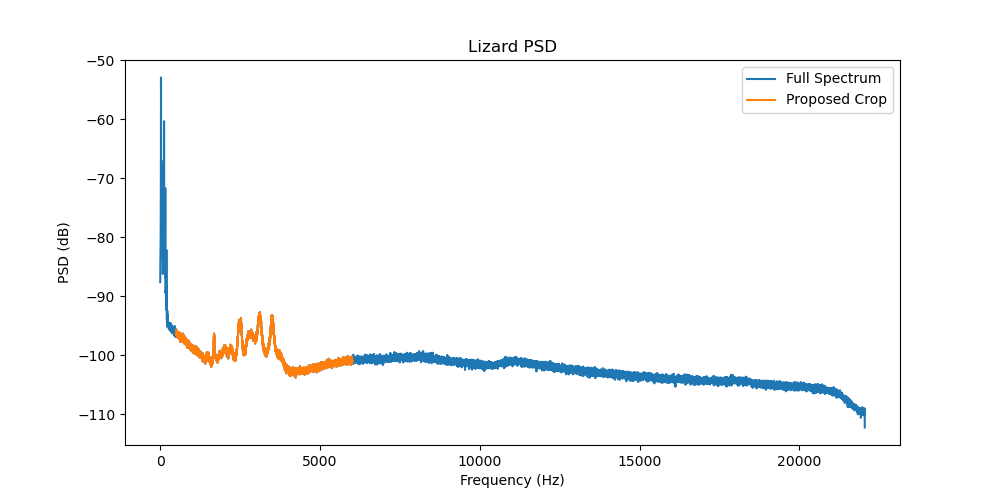 Lizard PSD
Full Spectrum
Proposed Crop
PSD (dB)
−50
−60
−70
−80
−90
−100
−110
0
5000
10000
15000
20000
Frequency (Hz)